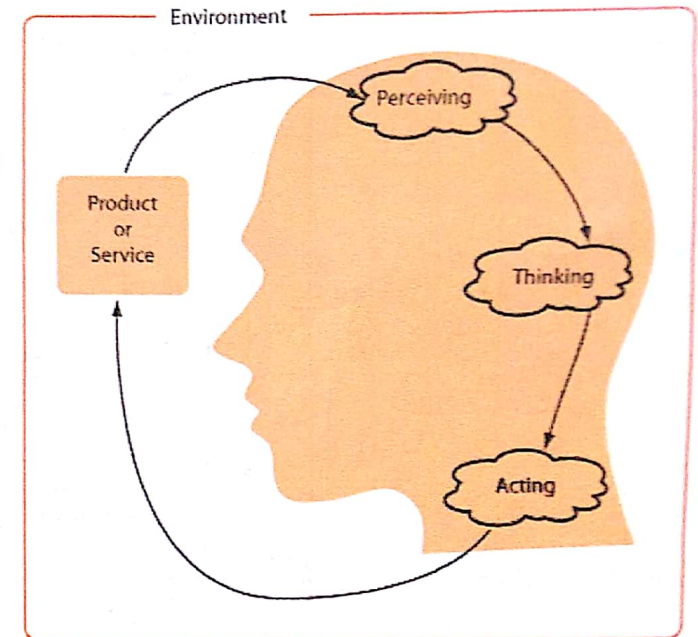 Environment
Perceiving
Product
or
Service
Thinking
Acting